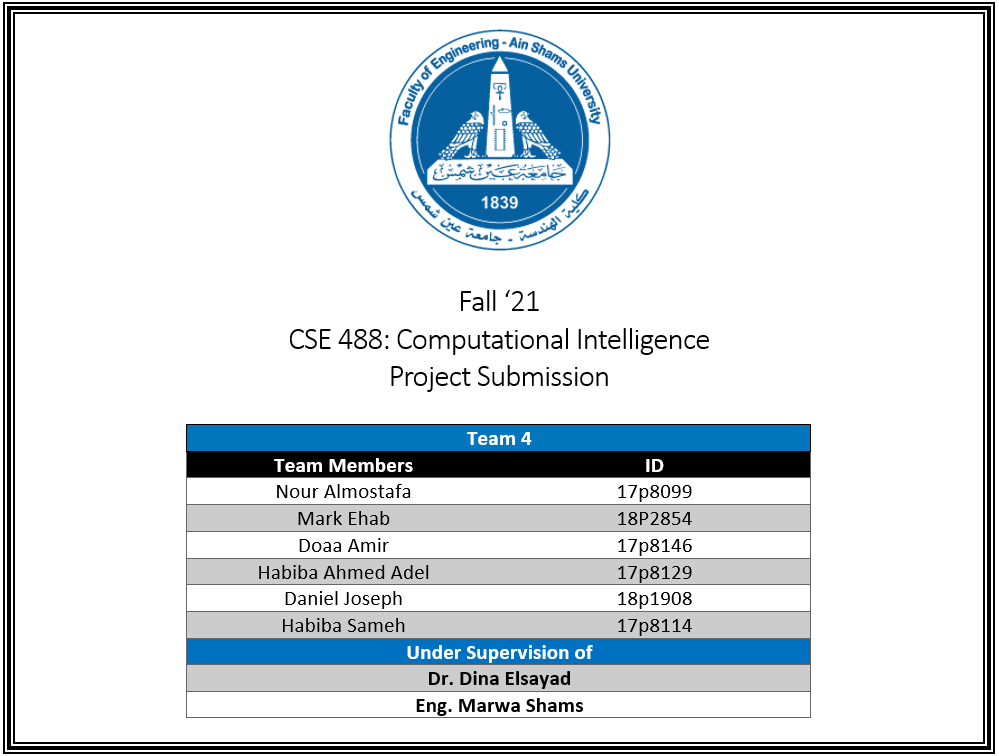 Faculty of Engineering - Ain Shams University
جامعة عين شمس
1839
كلية الهندسة - جامعة عين شمس
Fall ‘21
CSE 488: Computational Intelligence
Project Submission
Team 4
Team Members ID
Nour Almostafa 17p8099
Mark Ehab 18P2854
Doaa Amir 17p8146
Habiba Ahmed Adel 17p8129
Daniel Joseph 18p1908
Habiba Sameh 17p8114
Under Supervision of
Dr. Dina Elsayad
Eng. Marwa Shams